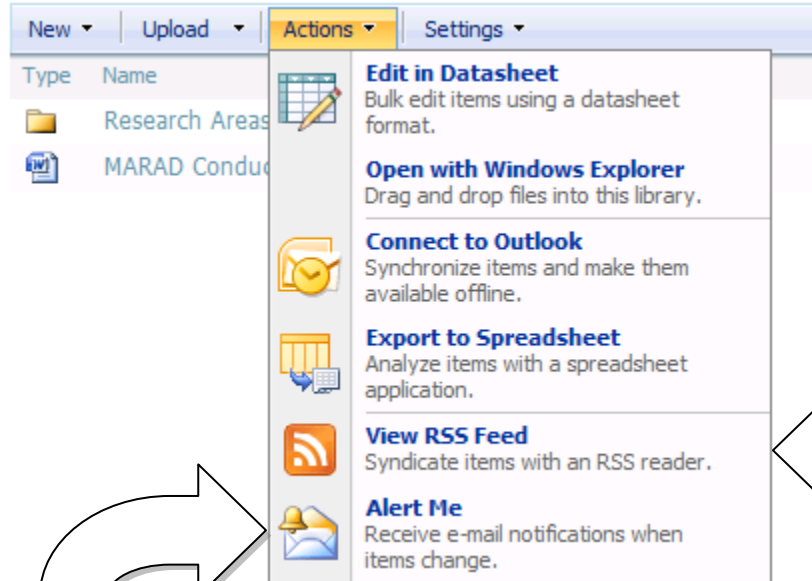 New Upload Actions Settings
Type Name
Research Areas
MARAD Conduc
Edit in Datasheet
Bulk edit items using a datasheet
format.
Open with Windows Explorer
Drag and drop files into this library.
Connect to Outlook
Synchronize items and make them
available offline.
Export to Spreadsheet
Analyze items with a spreadsheet
application.
View RSS Feed
Syndicate items with an RSS reader.
Alert Me
Receive e-mail notifications when
items change.